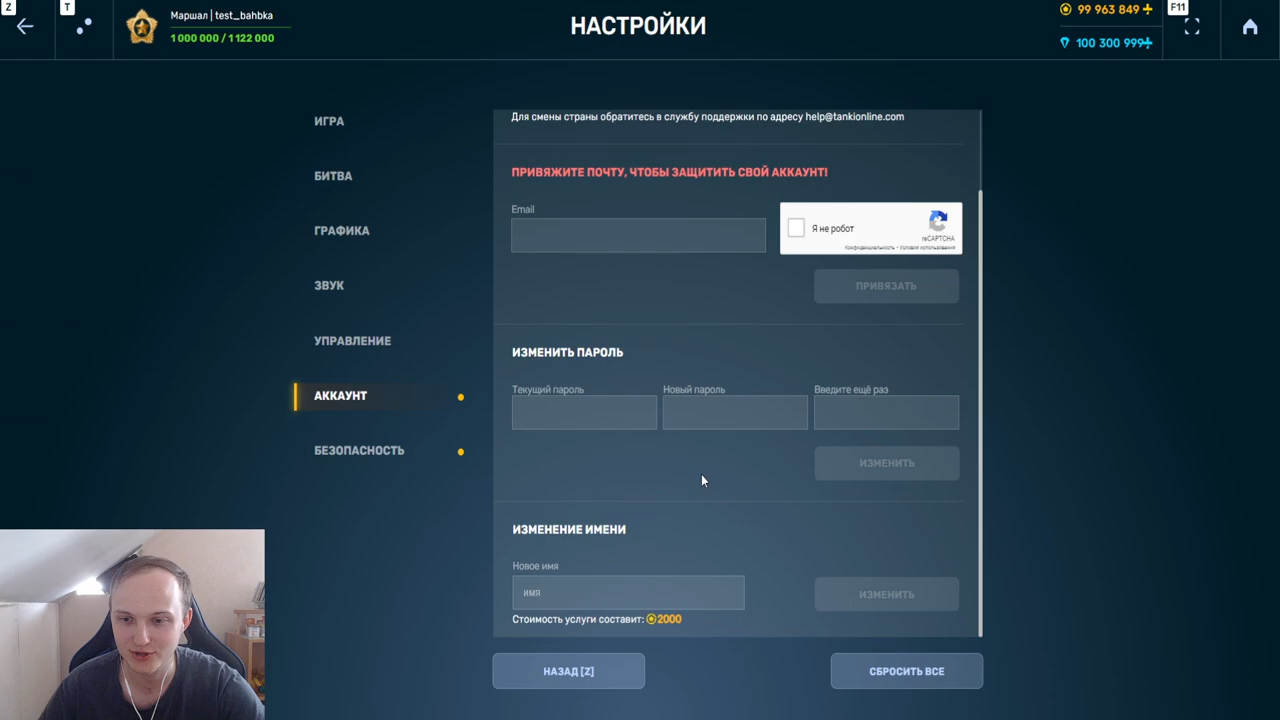 Z
T
Маршал | test_bahbka
1 000 000 / 1 122 000
НАСТРОЙКИ
99 963 849
100 300 999
F11
ИГРА
БИТВА
ГРАФИКА
ЗВУК
УПРАВЛЕНИЕ
АККАУНТ
БЕЗОПАСНОСТЬ
Для смены страны обратитесь в службу поддержки по адресу help@tankionline.com
ПРИВЯЖИТЕ ПОЧТУ, ЧТОБЫ ЗАЩИТИТЬ СВОЙ АККАУНТ!
Email
Я не робот
reCAPTCHA
Конфиденциальность - Условия использования
ПРИВЯЗАТЬ
ИЗМЕНИТЬ ПАРОЛЬ
Текущий пароль Новый пароль Введите ещё раз
ИЗМЕНИТЬ
ИЗМЕНЕНИЕ ИМЕНИ
Новое имя
имя
ИЗМЕНИТЬ
Стоимость услуги составит: 2000
НАЗАД [Z]
СБРОСИТЬ ВСЕ